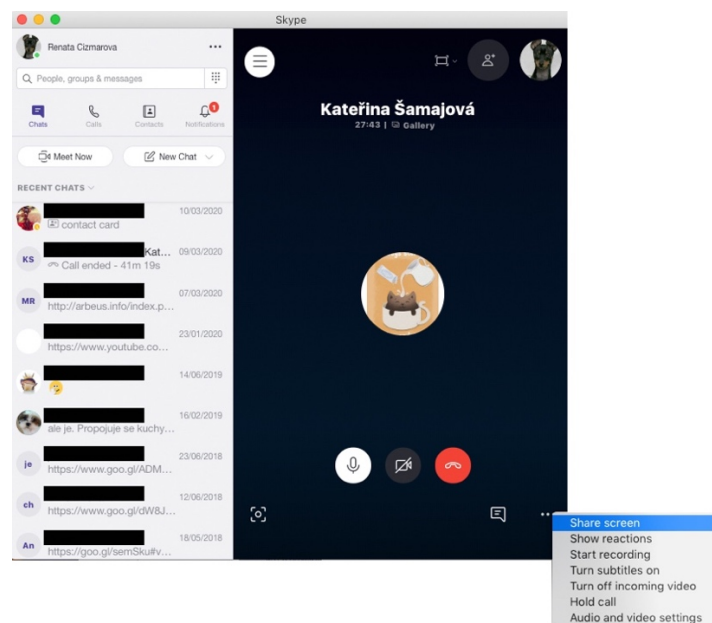 Skype
Renata Cizmarova
People, groups & messages
Chats
Calls
Contacts
Notifications
1
Meet Now
New Chat
RECENT CHATS
10/03/2020
contact card
KS
Kat...
09/03/2020
Call ended - 41m 19s
MR
07/03/2020
http://arbeus.info/index.p...
23/01/2020
https://www.youtube.co...
14/06/2019
16/02/2019
ale je. Propojuje se kuchy...
je
23/06/2018
https://www.goo.gl/ADM...
ch
12/06/2018
https://www.goo.gl/dW8J...
An
18/05/2018
https://goo.gl/semSku#v...
Kateřina Šamajová
27:43 | Gallery
Share screen
Show reactions
Start recording
Turn subtitles on
Turn off incoming video
Hold call
Audio and video settings